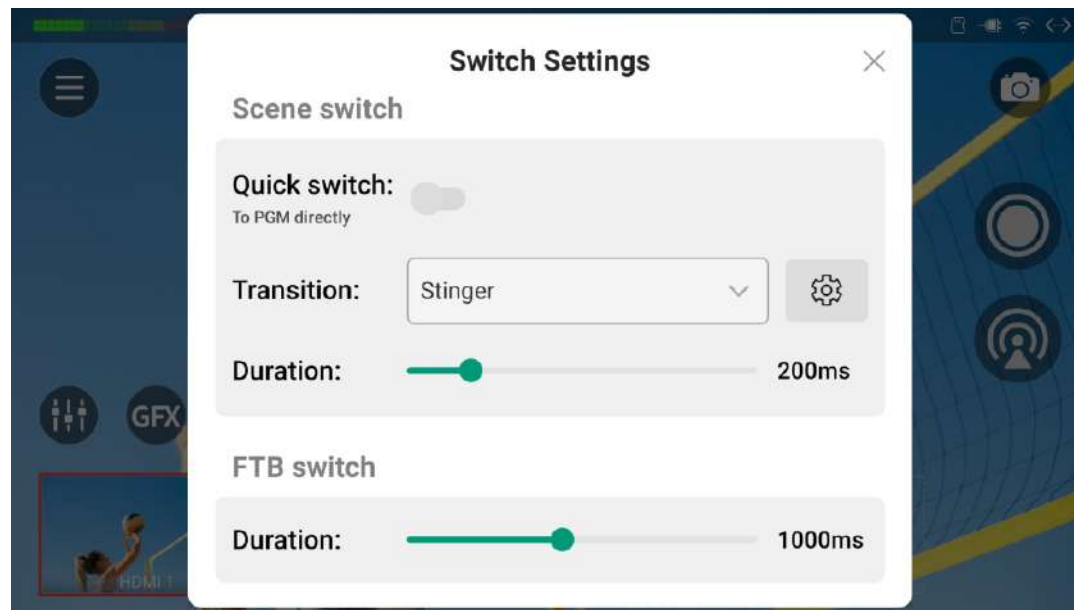 Switch Settings
Scene switch
Quick switch:
To PGM directly
Transition: Stinger
Duration: 200ms
GFX
FTB switch
Duration: 1000ms
HDMI 1